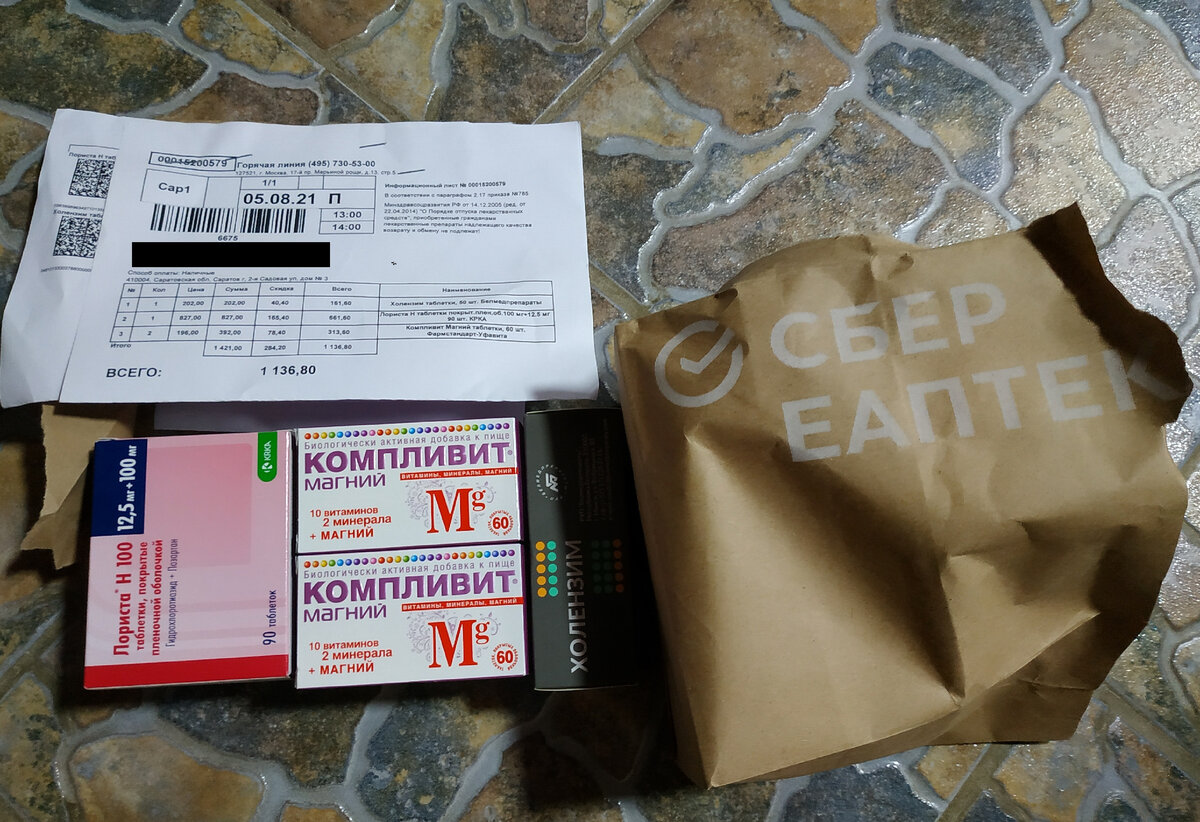 Лориста Н таб
Холензим табл
00015200579
Горячая линия (495) 730-53-00
127521, г. Москва, 17-й пр. Марьиной рощи, д.13, стр.5
Сар1
1/1
05.08.21 П
13:00
14:00
6675
Информационный лист № 00015200579
В соответствии с параграфом 2.17 приказа №785
Минздравсоцразвития РФ от 14.12.2005 (ред. от
22.04.2014) "О Порядке отпуска лекарственных
средств", приобретенные гражданами
лекарственные препараты надлежащего качества
возврату и обмену не подлежат!
Способ оплаты: Наличные
410004, Саратовская обл, Саратов г, 2-я Садовая ул, дом № 3
№ Кол Цена Сумма Скидка Всего Наименование
1 1 202,00 202,00 40,40 161,60 Холензим таблетки, 50 шт. Белмедпрепараты
2 1 827,00 827,00 165,40 661,60 Лориста Н таблетки покрыт.плен.об.100 мг+12,5 мг
90 шт. КРКА
3 2 196,00 392,00 78,40 313,60 Компливит Магний таблетки, 60 шт.
Фармстандарт-Уфавита
Итого 1 421,00 284,20 1 136,80
ВСЕГО: 1 136,80
СБЕР
ЕАПТЕК
12,5 мг+100 мг
KRKA
Лориста® Н 100
таблетки, покрытые
пленочной оболочкой
Гидрохлоротиазид + Лозартан
90 таблеток
Биологически активная добавка к пище
КОМПЛИВИТ®
МАГНИЙ
ВИТАМИНЫ, МИНЕРАЛЫ, МАГНИЙ
Mg
10 витаминов
2 минерала
+ МАГНИЙ
60
Биологически активная добавка к пище
КОМПЛИВИТ®
МАГНИЙ
ВИТАМИНЫ, МИНЕРАЛЫ, МАГНИЙ
Mg
10 витаминов
2 минерала
+ МАГНИЙ
60
ХОЛЕНЗИМ